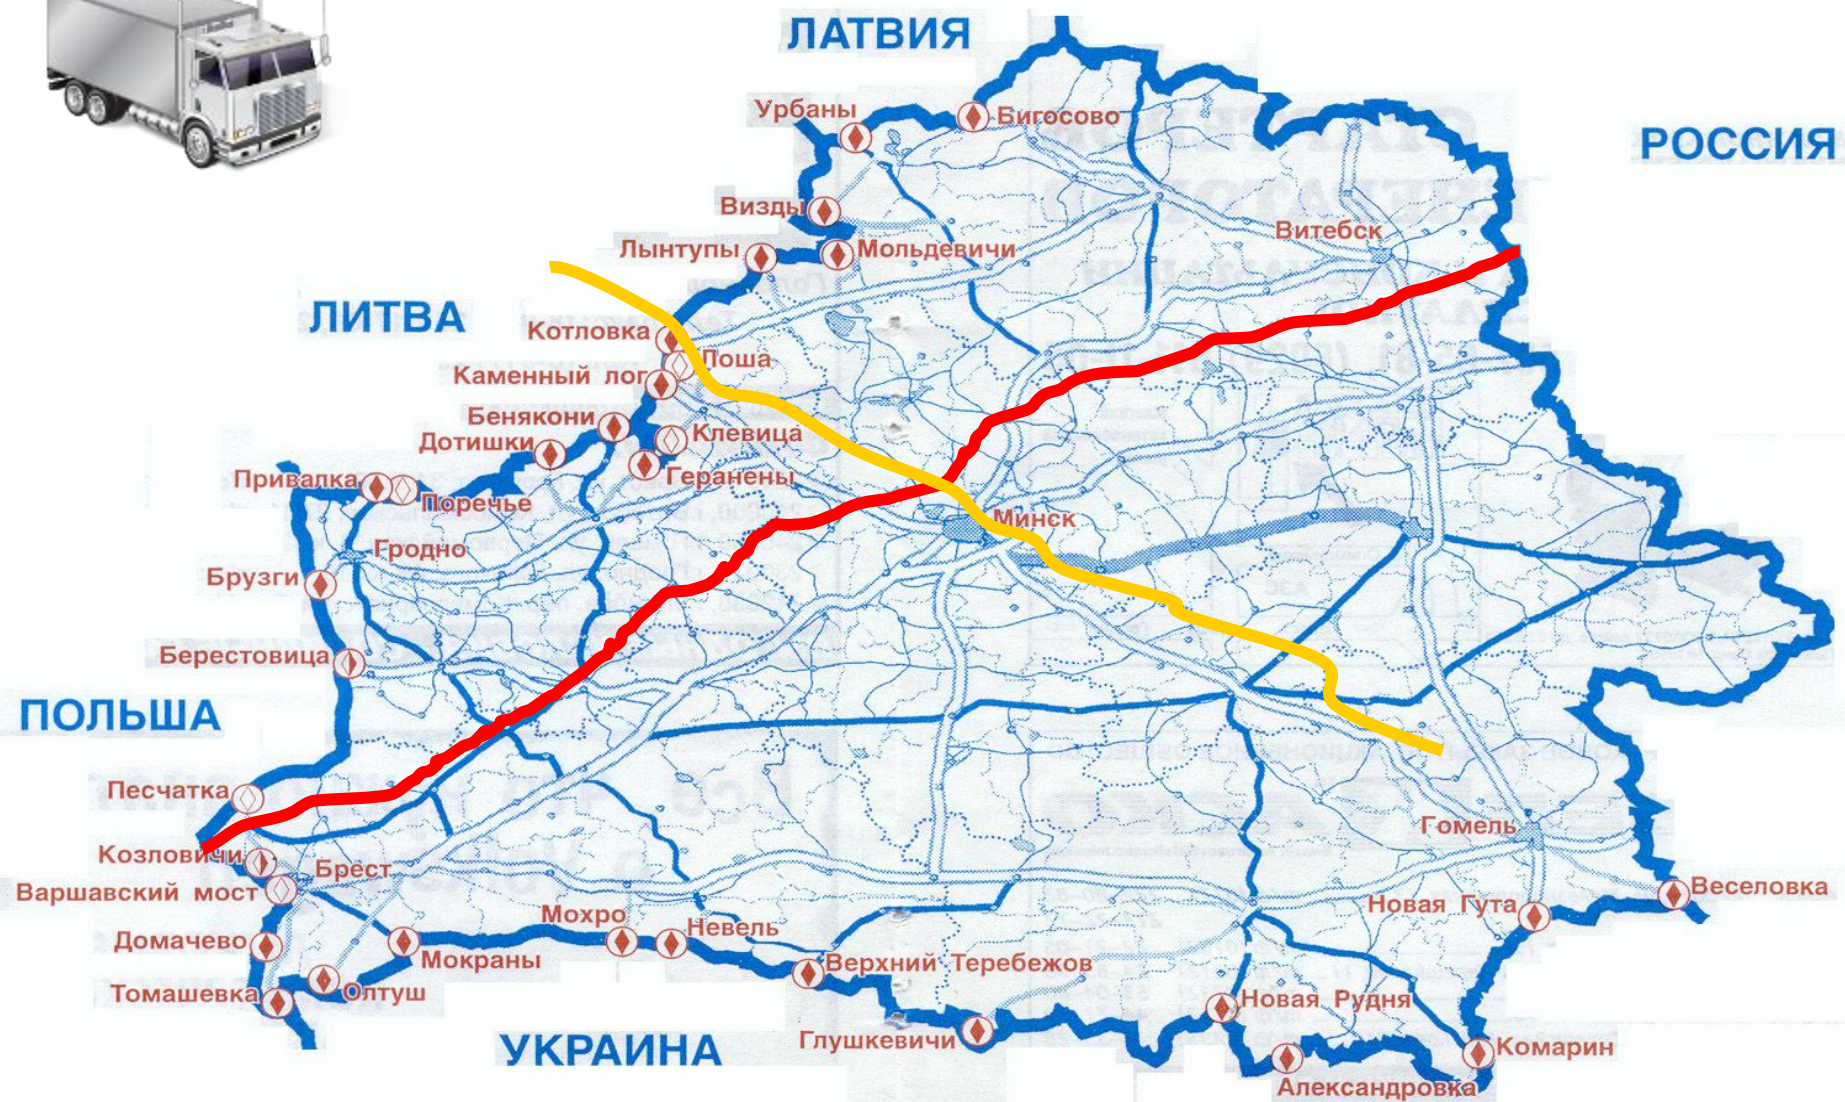 ЛАТВИЯ
Урбаны
Бигосово
РОССИЯ
Визды
Витебск
Лынтупы
Мольдевичи
ЛИТВА
Котловка
Лоша
Каменный лог
Бенякони
Клевица
Дотишки
Геранены
Привалка
Поречье
Минск
Гродно
Брузги
Берестовица
ПОЛЬША
Песчатка
Гомель
Козловичи
Брест
Варшавский мост
Веселовка
Новая Гута
Мохро
Невель
Домачево
Мокраны
Верхний Теребежов
Томашевка
Олтуш
Новая Рудня
Глушкевичи
УКРАИНА
Комарин
Александровка